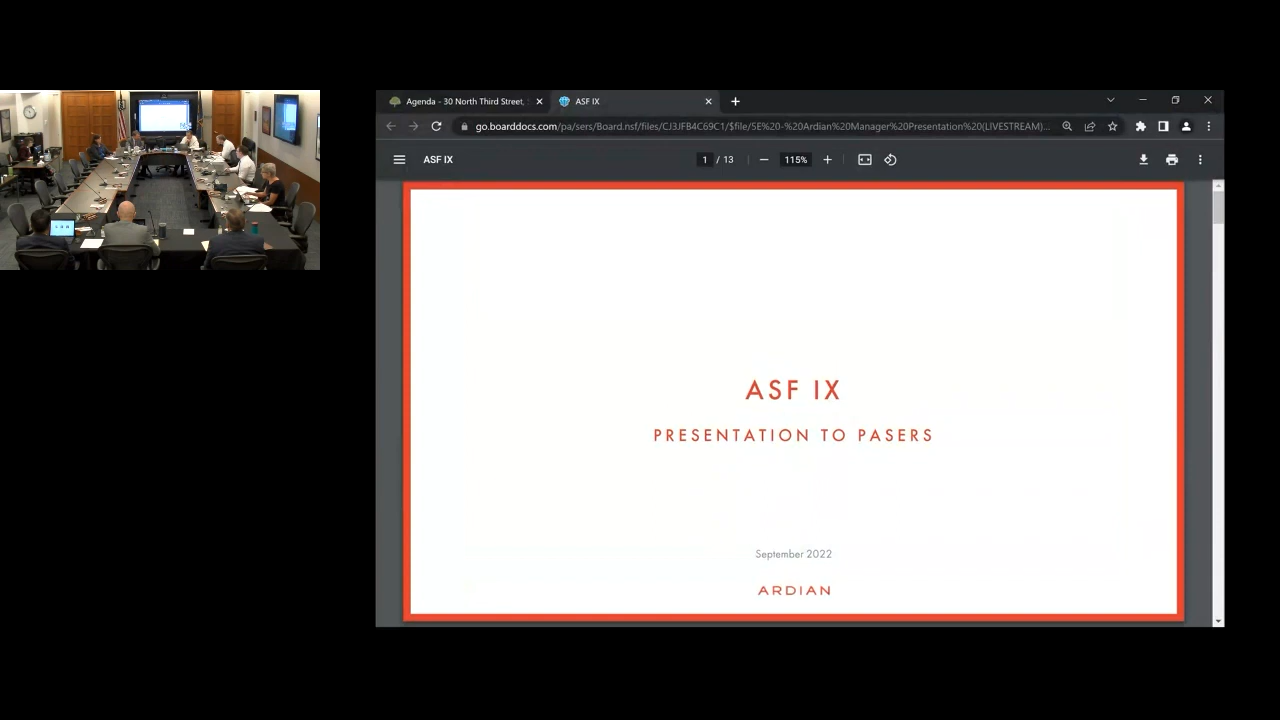 Agenda - 30 North Third Street,
ASF IX
go.boarddocs.com/pa/sers/Board.nsf/files/CJ3JFB4C69C1/$file/SE%20-%20Ardian%20Manager%20Presentation%20(LIVESTREAM)...
ASF IX
1 / 13
115%
ASF IX
PRESENTATION TO PASERS
September 2022
ARDIAN